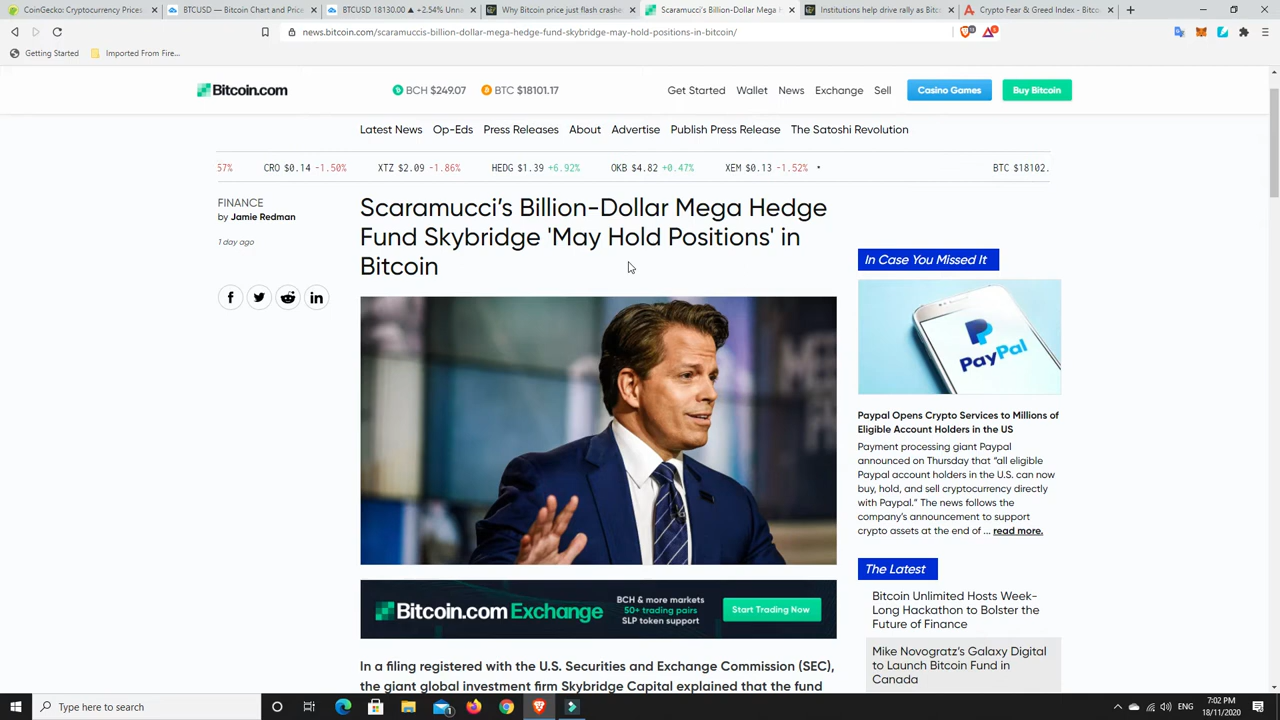 CoinGecko: Cryptocurrency Prices
BTCUSD — Bitcoin Chart and Price
BTCUSD 18130.00 ▲ +2.54% Unna
Why Bitcoin price just flash crashe
Scaramucci's Billion-Dollar Mega H
Institutions help drive rally as Bitc
Crypto Fear & Greed Index - Bitco
news.bitcoin.com/scaramuccis-billion-dollar-mega-hedge-fund-skybridge-may-hold-positions-in-bitcoin/
Getting Started
Imported From Fire...
Bitcoin.com
BCH $249.07
BTC $18101.17
Get Started
Wallet
News
Exchange
Sell
Casino Games
Buy Bitcoin
Latest News
Op-Eds
Press Releases
About
Advertise
Publish Press Release
The Satoshi Revolution
57%
CRO $0.14 -1.50%
XTZ $2.09 -1.86%
HEDG $1.39 +6.92%
OKB $4.82 +0.47%
XEM $0.13 -1.52%
BTC $18102.
FINANCE
by Jamie Redman
1 day ago
Scaramucci's Billion-Dollar Mega Hedge
Fund Skybridge 'May Hold Positions' in
Bitcoin
Bitcoin.com Exchange
BCH & more markets
50+ trading pairs
SLP token support
Start Trading Now
In a filing registered with the U.S. Securities and Exchange Commission (SEC),
the giant global investment firm Skybridge Capital explained that the fund
In Case You Missed It
PayPal
Paypal Opens Crypto Services to Millions of
Eligible Account Holders in the US
Payment processing giant Paypal
announced on Thursday that "all eligible
Paypal account holders in the U.S. can now
buy, hold, and sell cryptocurrency directly
with Paypal." The news follows the
company's announcement to support
crypto assets at the end of ... read more.
The Latest
Bitcoin Unlimited Hosts Week-
Long Hackathon to Bolster the
Future of Finance
Mike Novogratz's Galaxy Digital
to Launch Bitcoin Fund in
Canada
Type here to search
ENG
7:02 PM
18/11/2020